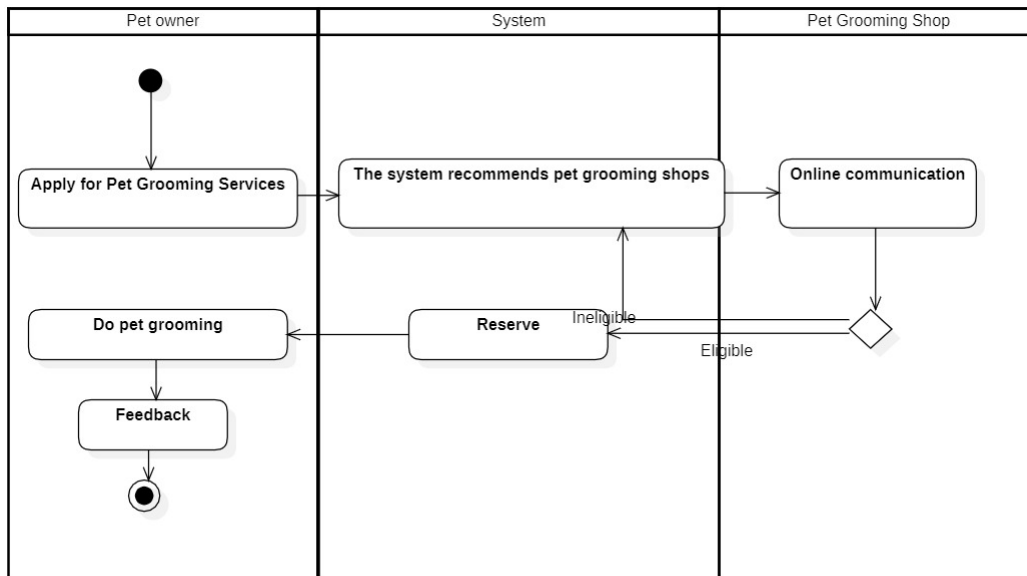 Pet owner
System
Pet Grooming Shop
Apply for Pet Grooming Services
The system recommends pet grooming shops
Online communication
Do pet grooming
Reserve
Ineligible
Eligible
Feedback